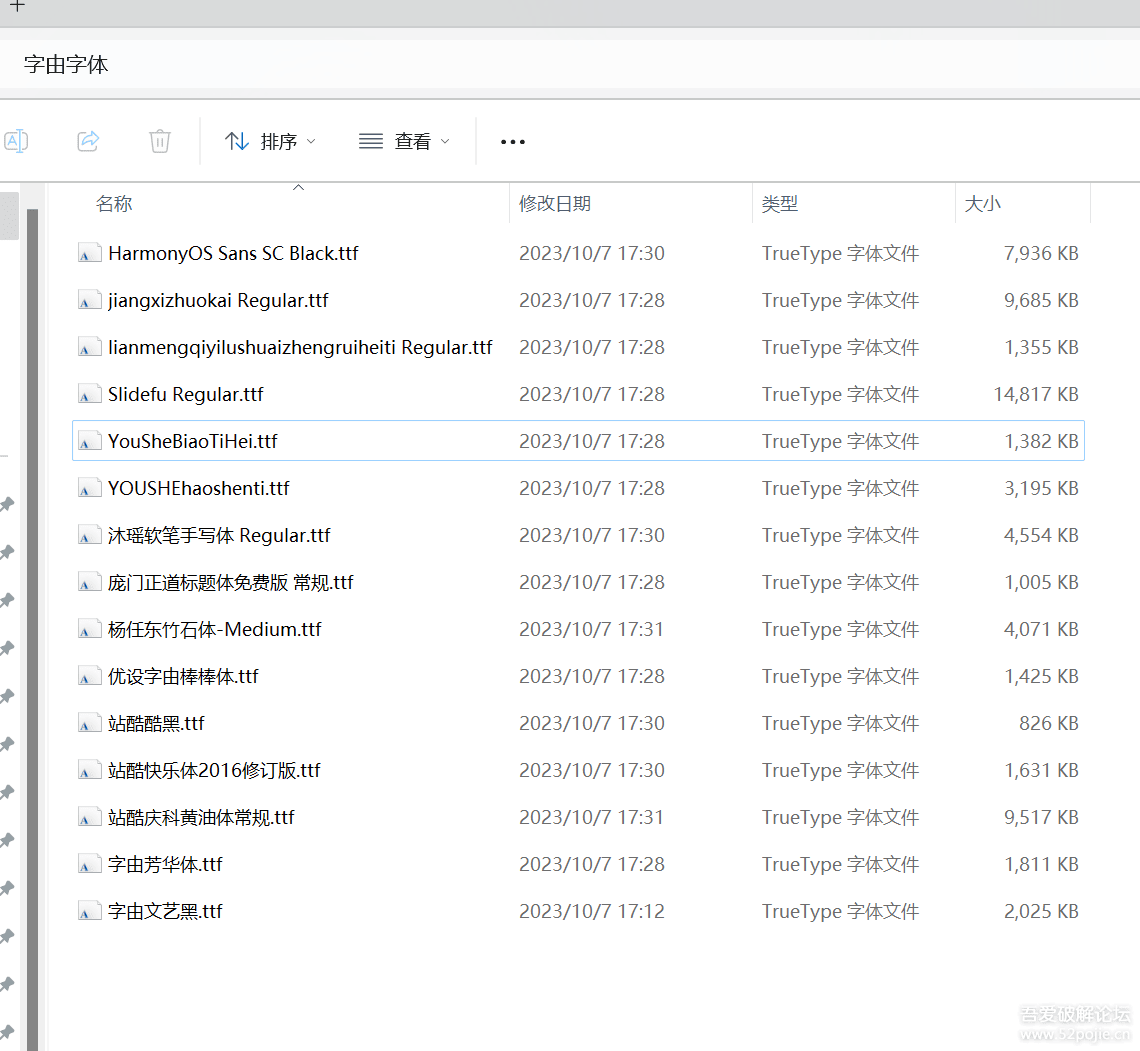 字由字体
排序 查看
名称 修改日期 类型 大小
HarmonyOS Sans SC Black.ttf 2023/10/7 17:30 TrueType 字体文件 7,936 KB
jiangxizhuokai Regular.ttf 2023/10/7 17:28 TrueType 字体文件 9,685 KB
lianmengqiyilushuaizhengruiheiti Regular.ttf 2023/10/7 17:28 TrueType 字体文件 1,355 KB
Slidefu Regular.ttf 2023/10/7 17:28 TrueType 字体文件 14,817 KB
YouSheBiaoTiHei.ttf 2023/10/7 17:28 TrueType 字体文件 1,382 KB
YOUSHEhaoshenti.ttf 2023/10/7 17:28 TrueType 字体文件 3,195 KB
沐瑶软笔手写体 Regular.ttf 2023/10/7 17:30 TrueType 字体文件 4,554 KB
庞门正道标题体免费版 常规.ttf 2023/10/7 17:28 TrueType 字体文件 1,005 KB
杨任东竹石体-Medium.ttf 2023/10/7 17:31 TrueType 字体文件 4,071 KB
优设字由棒棒体.ttf 2023/10/7 17:28 TrueType 字体文件 1,425 KB
站酷酷黑.ttf 2023/10/7 17:30 TrueType 字体文件 826 KB
站酷快乐体2016修订版.ttf 2023/10/7 17:30 TrueType 字体文件 1,631 KB
站酷庆科黄油体常规.ttf 2023/10/7 17:31 TrueType 字体文件 9,517 KB
字由芳华体.ttf 2023/10/7 17:28 TrueType 字体文件 1,811 KB
字由文艺黑.ttf 2023/10/7 17:12 TrueType 字体文件 2,025 KB
吾爱破解论坛
www.52pojie.cn